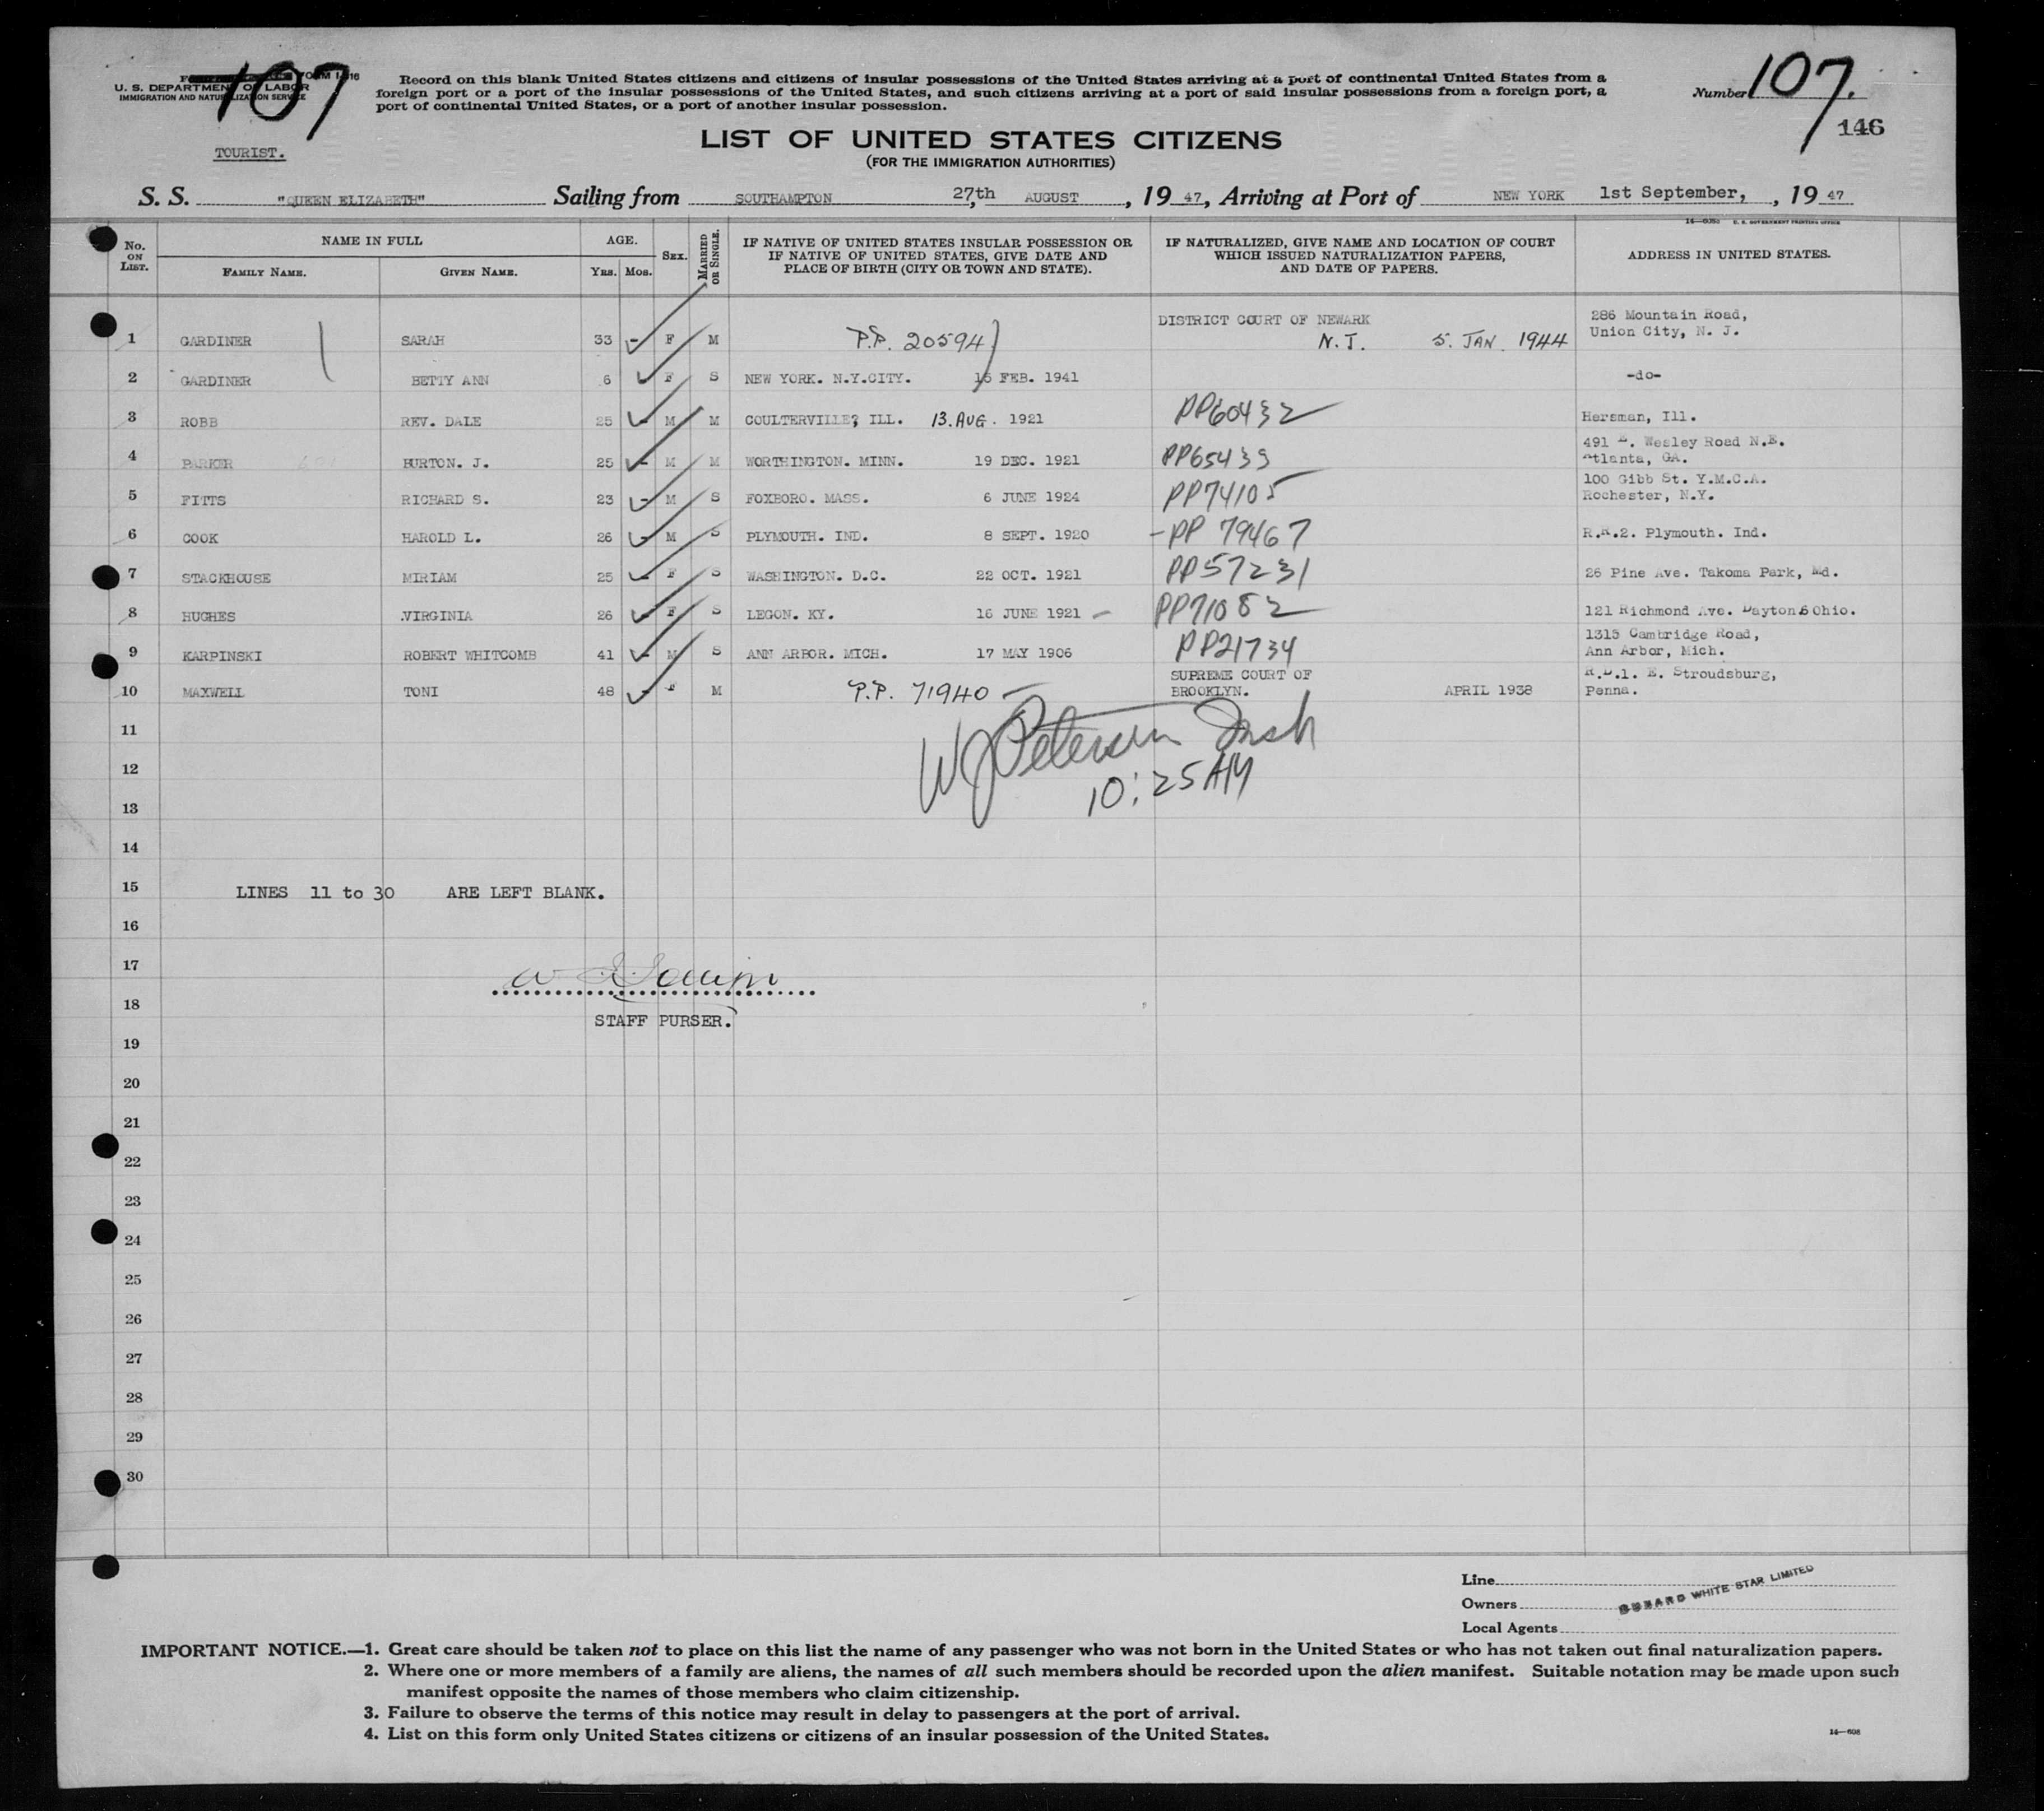 107
FORM I-416
U. S. DEPARTMENT OF LABOR
IMMIGRATION AND NATURALIZATION SERVICE
TOURIST.
Record on this blank United States citizens and citizens of insular possessions of the United States arriving at a port of continental United States from a
foreign port or a port of the insular possessions of the United States, and such citizens arriving at a port of said insular possessions from a foreign port, a
port of continental United States, or a port of another insular possession.
Number 107.
146
LIST OF UNITED STATES CITIZENS
(FOR THE IMMIGRATION AUTHORITIES)
S. S. "QUEEN ELIZABETH" Sailing from SOUTHAMPTON 27th, AUGUST, 19 47, Arriving at Port of NEW YORK 1st September, , 19 47
U. S. GOVERNMENT PRINTING OFFICE
No. ON LIST. NAME IN FULL FAMILY NAME. GIVEN NAME. AGE. YRS. MOS. SEX. MARRIED OR SINGLE. IF NATIVE OF UNITED STATES INSULAR POSSESSION OR IF NATIVE OF UNITED STATES, GIVE DATE AND PLACE OF BIRTH (CITY OR TOWN AND STATE). IF NATURALIZED, GIVE NAME AND LOCATION OF COURT WHICH ISSUED NATURALIZATION PAPERS, AND DATE OF PAPERS. ADDRESS IN UNITED STATES.
1 GARDINER SARAH 33 - F M P.P. 20594 DISTRICT COURT OF NEWARK N.J. 5. JAN. 1944 286 Mountain Road, Union City, N. J.
2 GARDINER BETTY ANN 6 F S NEW YORK. N.Y.CITY. 15 FEB. 1941 -do-
3 ROBB REV. DALE 25 - M M COULTERVILLE, ILL. 13. AUG. 1921 PP60432 Hersman, Ill.
4 PARKER BURTON. J. 25 - M M WORTHINGTON. MINN. 19 DEC. 1921 PP65433 491 Wesley Road N.E. Atlanta, GA.
5 FITTS RICHARD S. 23 - M S FOXBORO. MASS. 6 JUNE 1924 PP74105 100 Gibb St. Y.M.C.A. Rochester, N.Y.
6 COOK HAROLD L. 26 - M S PLYMOUTH. IND. 8 SEPT. 1920 -PP 79467 R.R.2. Plymouth. Ind.
7 STACKHOUSE MIRIAM 25 - F S WASHINGTON. D.C. 22 OCT. 1921 PP57231 26 Pine Ave. Takoma Park, Md.
8 HUGHES .VIRGINIA 26 - F S LEGON. KY. 16 JUNE 1921 - PP71082 121 Richmond Ave. Dayton 6 Ohio.
9 KARPINSKI ROBERT WHITCOMB 41 - M S ANN ARBOR. MICH. 17 MAY 1906 PP21734 1315 Cambridge Road, Ann Arbor, Mich.
10 MAXWELL TONI 48 - F M P.P. 71940 - SUPREME COURT OF BROOKLYN. APRIL 1938 R.D.1. E. Stroudsburg, Penna.
11
W J Petersen Insp
12
10:25 AM
13
14
15 LINES 11 to 30 ARE LEFT BLANK.
16
17
18
STAFF PURSER.
19
20
21
22
23
24
25
26
27
28
29
30
Line
Owners CUNARD WHITE STAR LIMITED
Local Agents
IMPORTANT NOTICE.—1. Great care should be taken not to place on this list the name of any passenger who was not born in the United States or who has not taken out final naturalization papers.
2. Where one or more members of a family are aliens, the names of all such members should be recorded upon the alien manifest. Suitable notation may be made upon such
manifest opposite the names of those members who claim citizenship.
3. Failure to observe the terms of this notice may result in delay to passengers at the port of arrival.
4. List on this form only United States citizens or citizens of an insular possession of the United States.
14—608